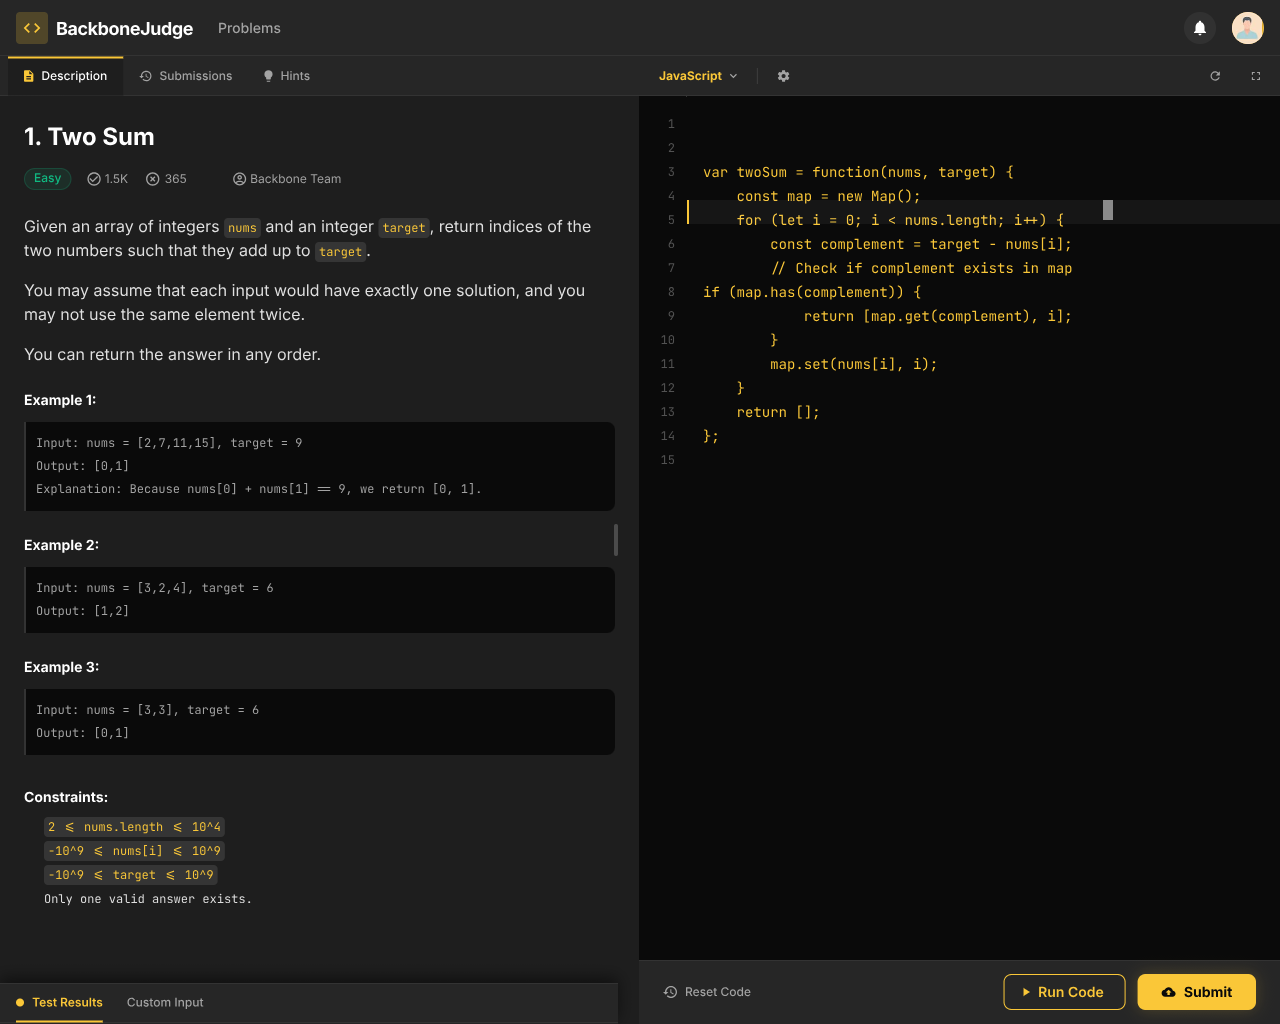 BackboneJudge Problems
Description Submissions Hints
JavaScript
1. Two Sum
Easy 1.5K 365 Backbone Team
Given an array of integers nums and an integer target, return indices of the
two numbers such that they add up to target.
You may assume that each input would have exactly one solution, and you
may not use the same element twice.
You can return the answer in any order.
Example 1:
Input: nums = [2,7,11,15], target = 9
Output: [0,1]
Explanation: Because nums[0] + nums[1] == 9, we return [0, 1].
Example 2:
Input: nums = [3,2,4], target = 6
Output: [1,2]
Example 3:
Input: nums = [3,3], target = 6
Output: [0,1]
Constraints:
2 <= nums.length <= 10^4
-10^9 <= nums[i] <= 10^9
-10^9 <= target <= 10^9
Only one valid answer exists.
Test Results Custom Input
1
2
3 var twoSum = function(nums, target) {
4     const map = new Map();
5     for (let i = 0; i < nums.length; i++) {
6         const complement = target - nums[i];
7         // Check if complement exists in map
8 if (map.has(complement)) {
9             return [map.get(complement), i];
10         }
11         map.set(nums[i], i);
12     }
13     return [];
14 };
15
Reset Code Run Code Submit